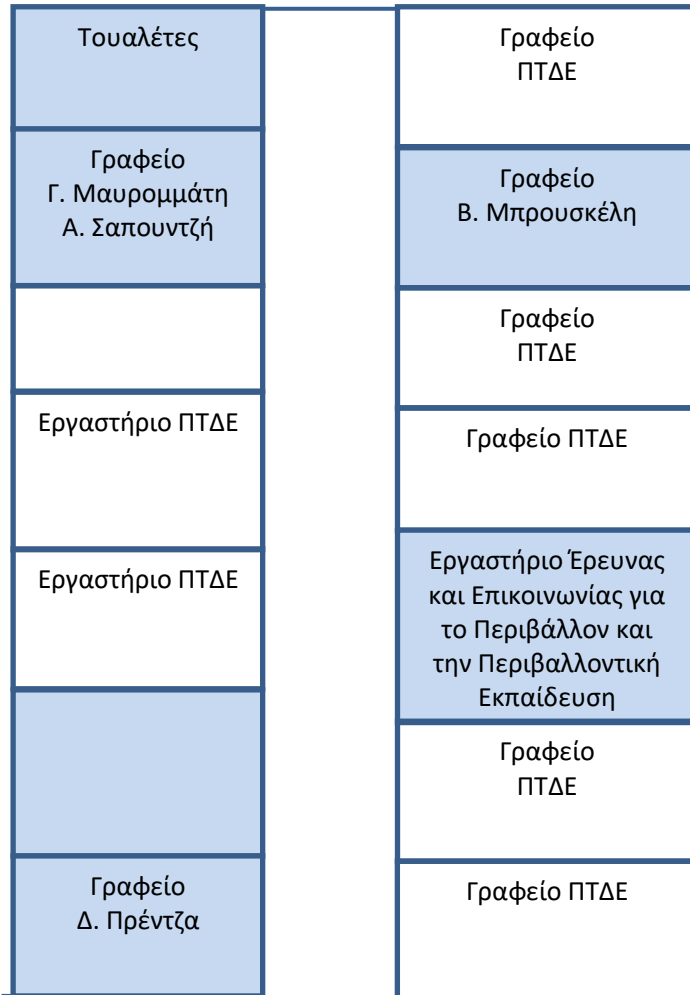 Τουαλέτες
Γραφείο
Γ. Μαυρομμάτη
Α. Σαπουντζή
Εργαστήριο ΠΤΔΕ
Εργαστήριο ΠΤΔΕ
Γραφείο
Δ. Πρέντζα
Γραφείο
ΠΤΔΕ
Γραφείο
Β. Μπρουσκέλη
Γραφείο
ΠΤΔΕ
Γραφείο ΠΤΔΕ
Εργαστήριο Έρευνας
και Επικοινωνίας για
το Περιβάλλον και
την Περιβαλλοντική
Εκπαίδευση
Γραφείο
ΠΤΔΕ
Γραφείο ΠΤΔΕ